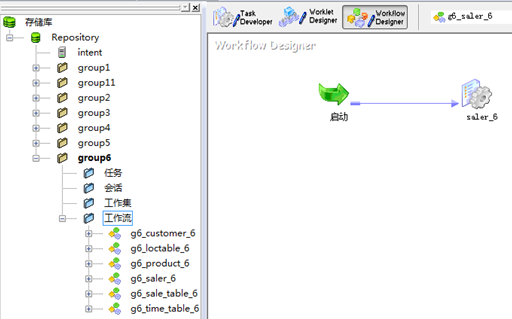 存储库
Repository
intent
group1
group11
group2
group3
group4
group5
group6
任务
会话
工作集
工作流
g6_customer_6
g6_loctable_6
g6_product_6
g6_saler_6
g6_sale_table_6
g6_time_table_6
Task
Developer
Worklet
Designer
Workflow
Designer
g6_saler_6
Workflow Designer
启动
saler_6